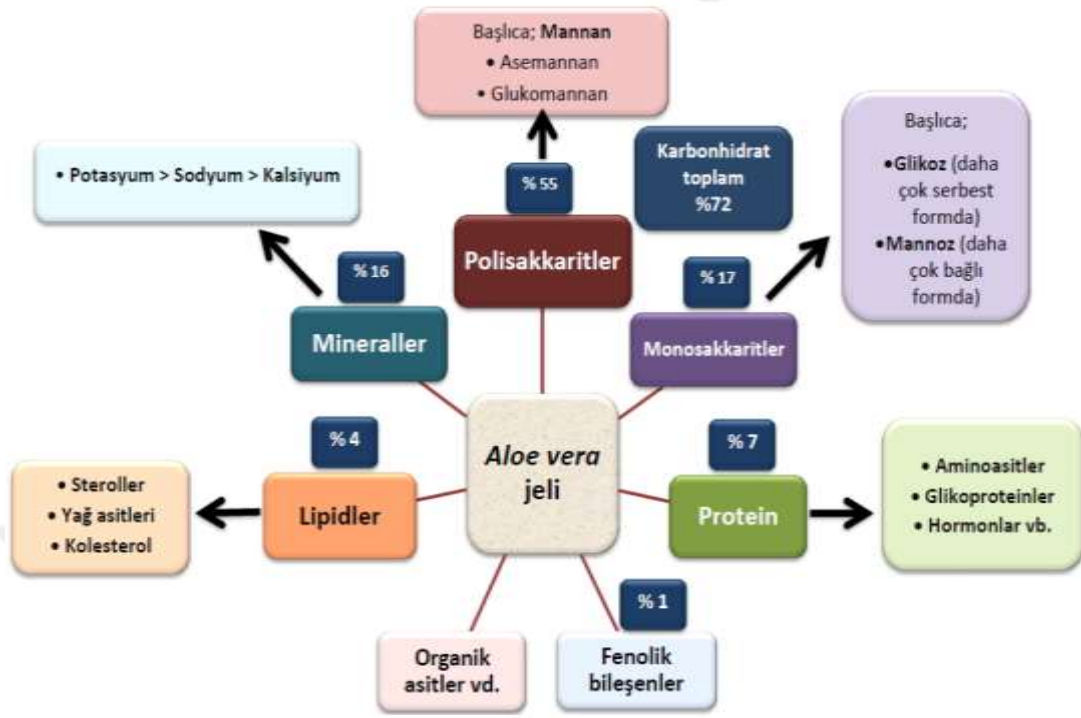 Başlıca; Mannan
• Asemannan
• Glukomannan
% 55
Karbonhidrat
toplam
%72
Başlıca;
•Glikoz (daha
çok serbest
formda)
•Mannoz (daha
çok bağlı
formda)
• Potasyum > Sodyum > Kalsiyum
% 16
Polisakkaritler
% 17
Mineraller
Monosakkaritler
Aloe vera
jeli
% 4
Lipidler
• Steroller
• Yağ asitleri
• Kolesterol
% 7
Protein
• Aminoasitler
• Glikoproteinler
• Hormonlar vb.
Organik
asitler vd.
% 1
Fenolik
bileşenler